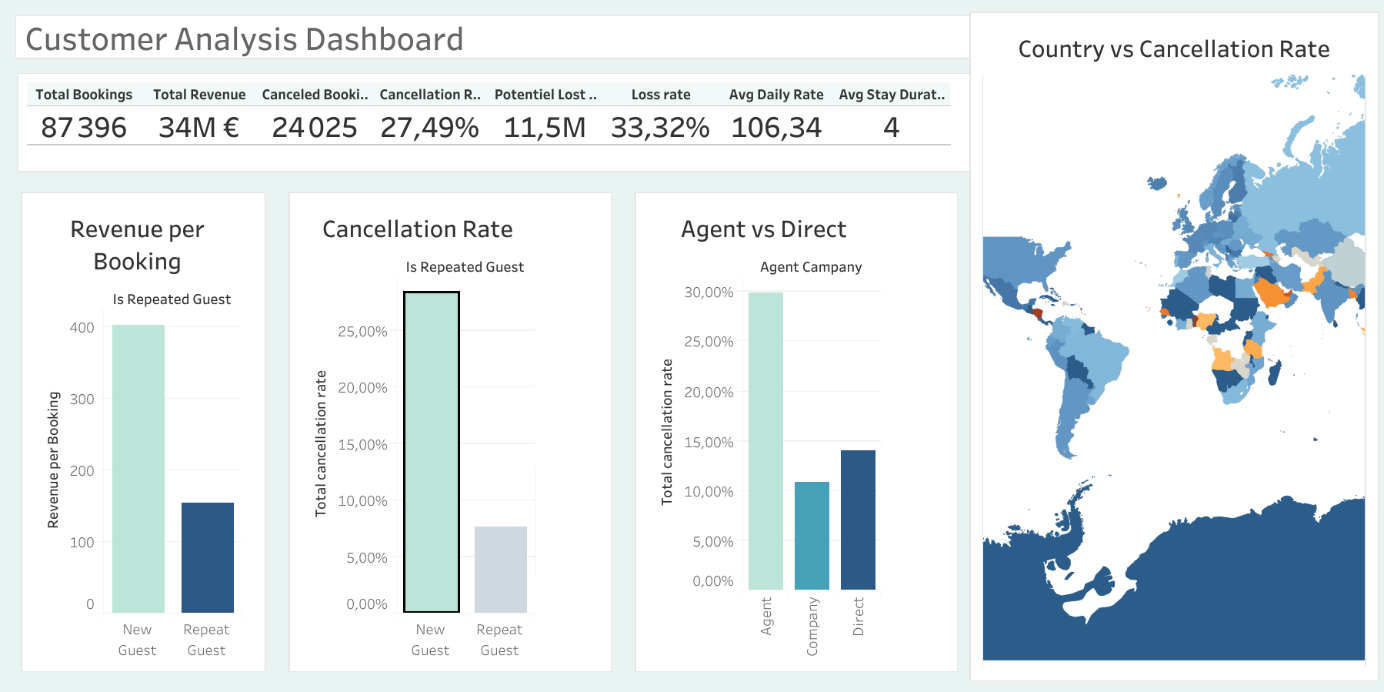 Customer Analysis Dashboard
Total Bookings Total Revenue Canceled Booki.. Cancellation R.. Potentiel Lost .. Loss rate Avg Daily Rate Avg Stay Durat..
87 396 34M € 24 025 27,49% 11,5M 33,32% 106,34 4
Revenue per
Booking
Is Repeated Guest
Revenue per Booking
400
300
200
100
0
New
Guest
Repeat
Guest
Cancellation Rate
Is Repeated Guest
Total cancellation rate
25,00%
20,00%
15,00%
10,00%
5,00%
0,00%
New
Guest
Repeat
Guest
Agent vs Direct
Agent Campany
Total cancellation rate
30,00%
25,00%
20,00%
15,00%
10,00%
5,00%
0,00%
Agent
Company
Direct
Country vs Cancellation Rate